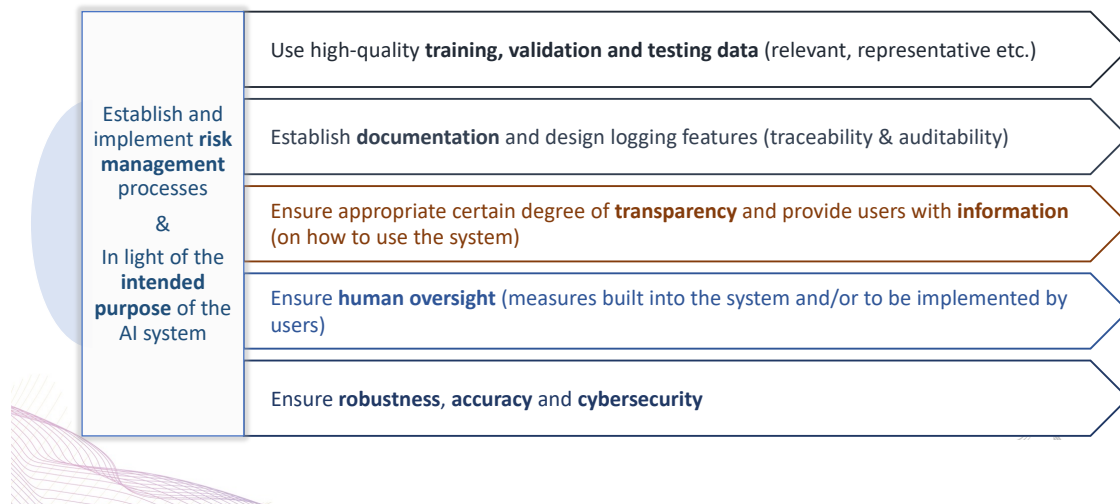 Establish and
implement risk
management
processes
&
In light of the
intended
purpose of the
AI system
Use high-quality training, validation and testing data (relevant, representative etc.)
Establish documentation and design logging features (traceability & auditability)
Ensure appropriate certain degree of transparency and provide users with information
(on how to use the system)
Ensure human oversight (measures built into the system and/or to be implemented by
users)
Ensure robustness, accuracy and cybersecurity